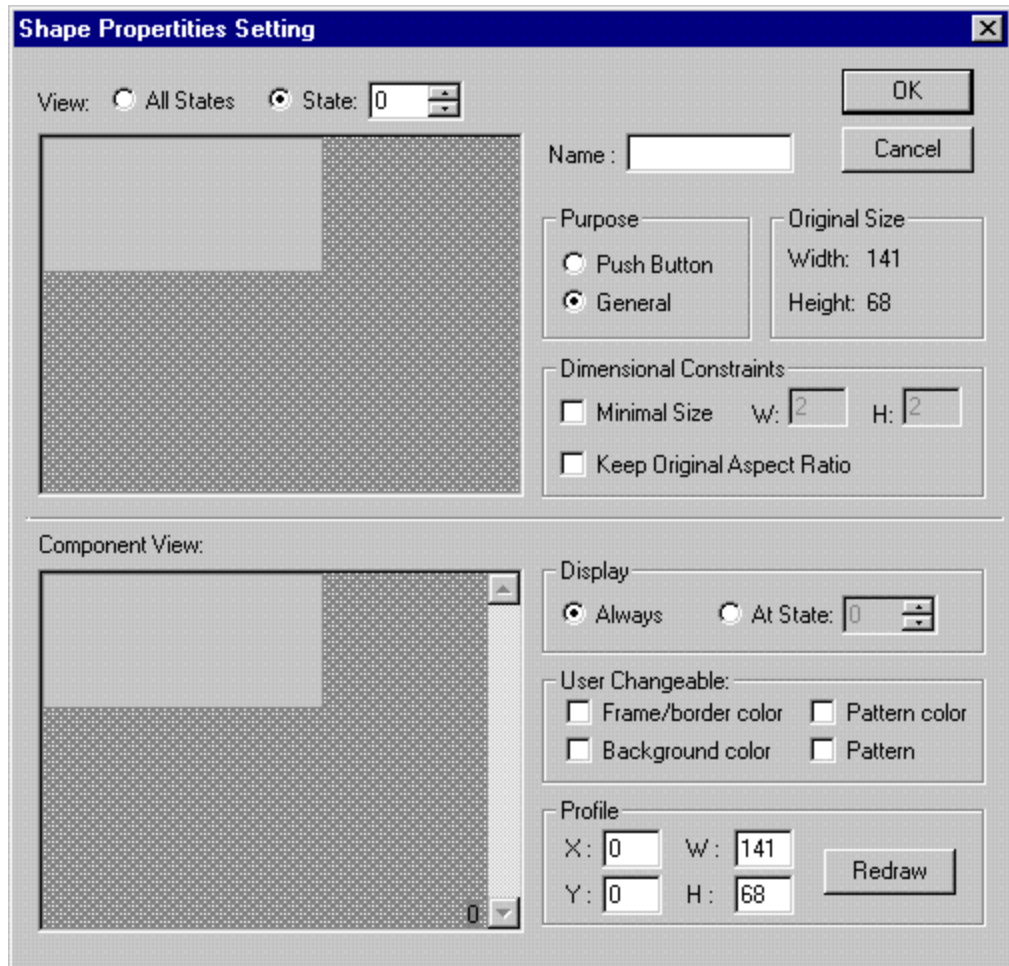 Shape Propertities Setting
View: All States State: 0
OK
Name :
Cancel
Purpose
Push Button
General
Original Size
Width: 141
Height: 68
Dimensional Constraints
Minimal Size W: 2 H: 2
Keep Original Aspect Ratio
Component View:
0
Display
Always At State: 0
User Changeable:
Frame/border color Pattern color
Background color Pattern
Profile
X : 0 W : 141
Y : 0 H : 68
Redraw